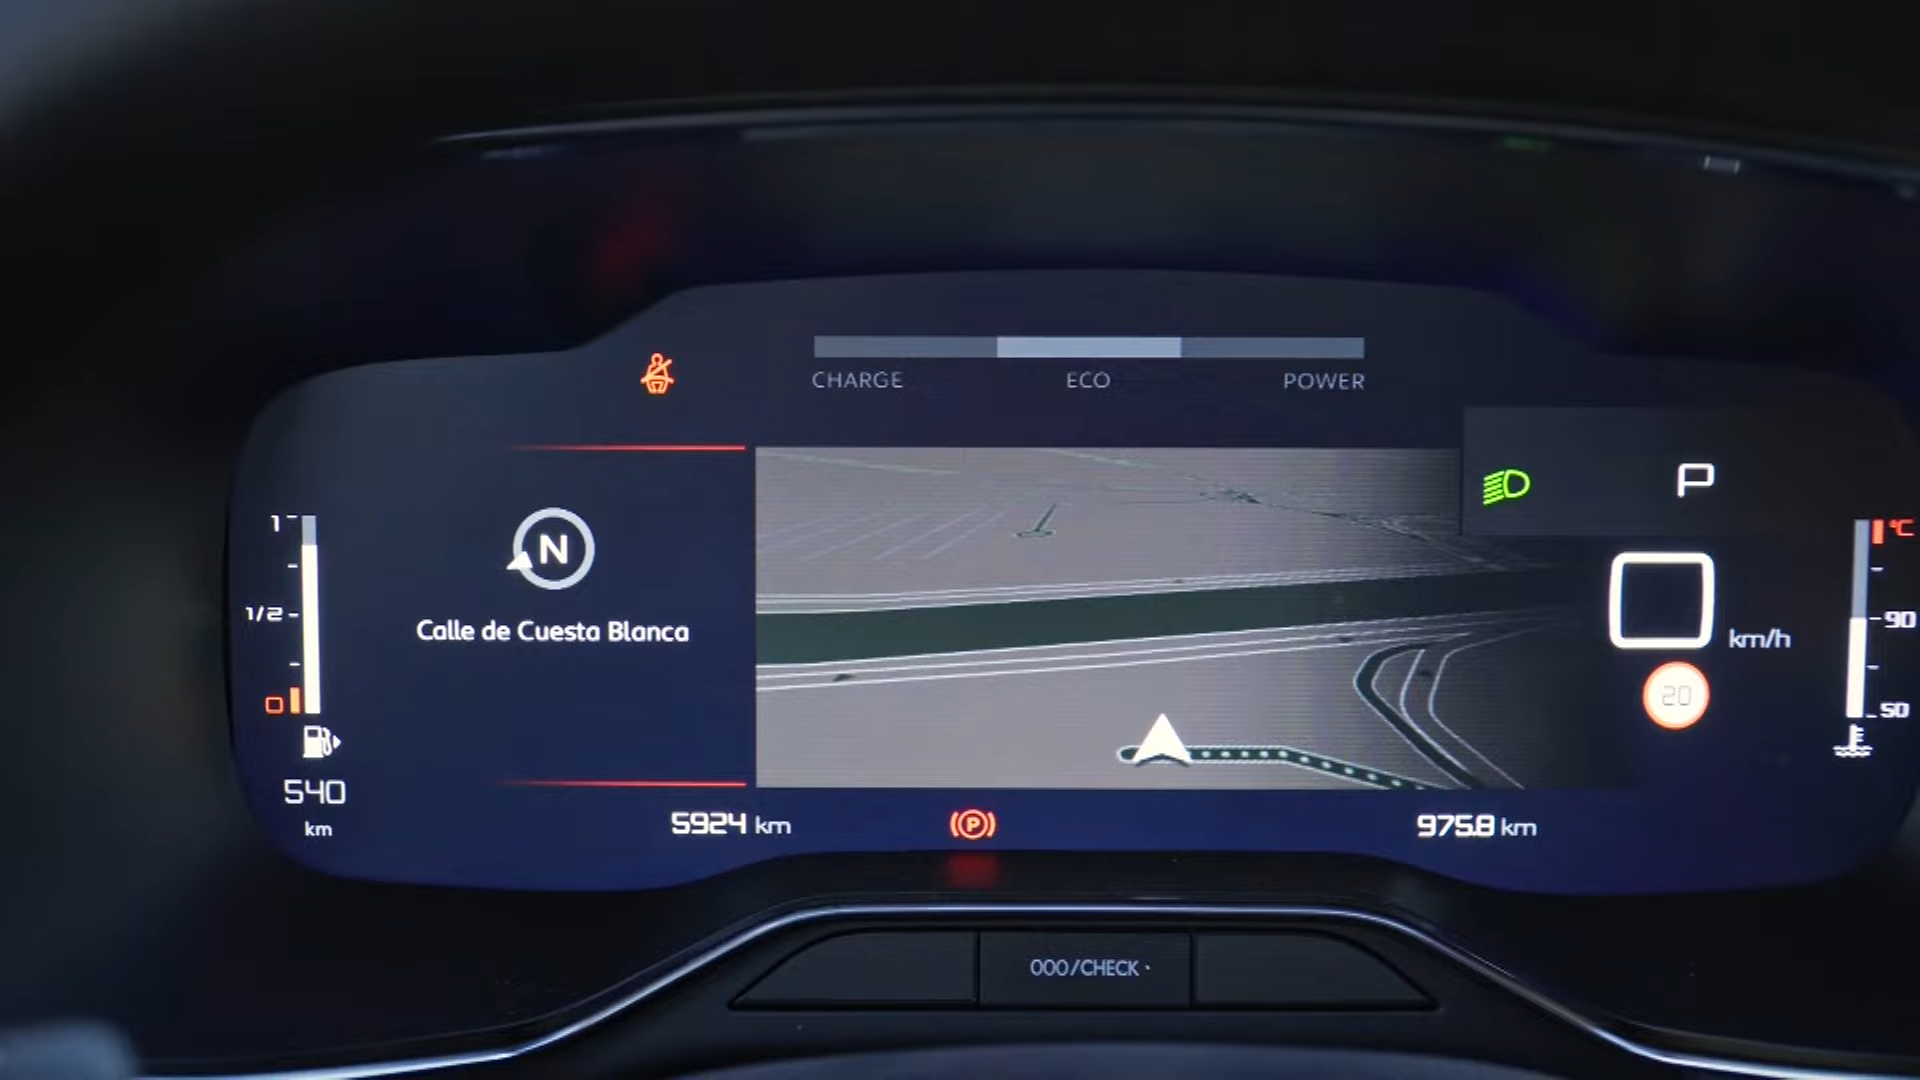 CHARGE ECO POWER
P
1
1/2
0
N
Calle de Cuesta Blanca
0 km/h
20
°C
90
50
540
km
5924 km
(P)
975.8 km
000/CHECK